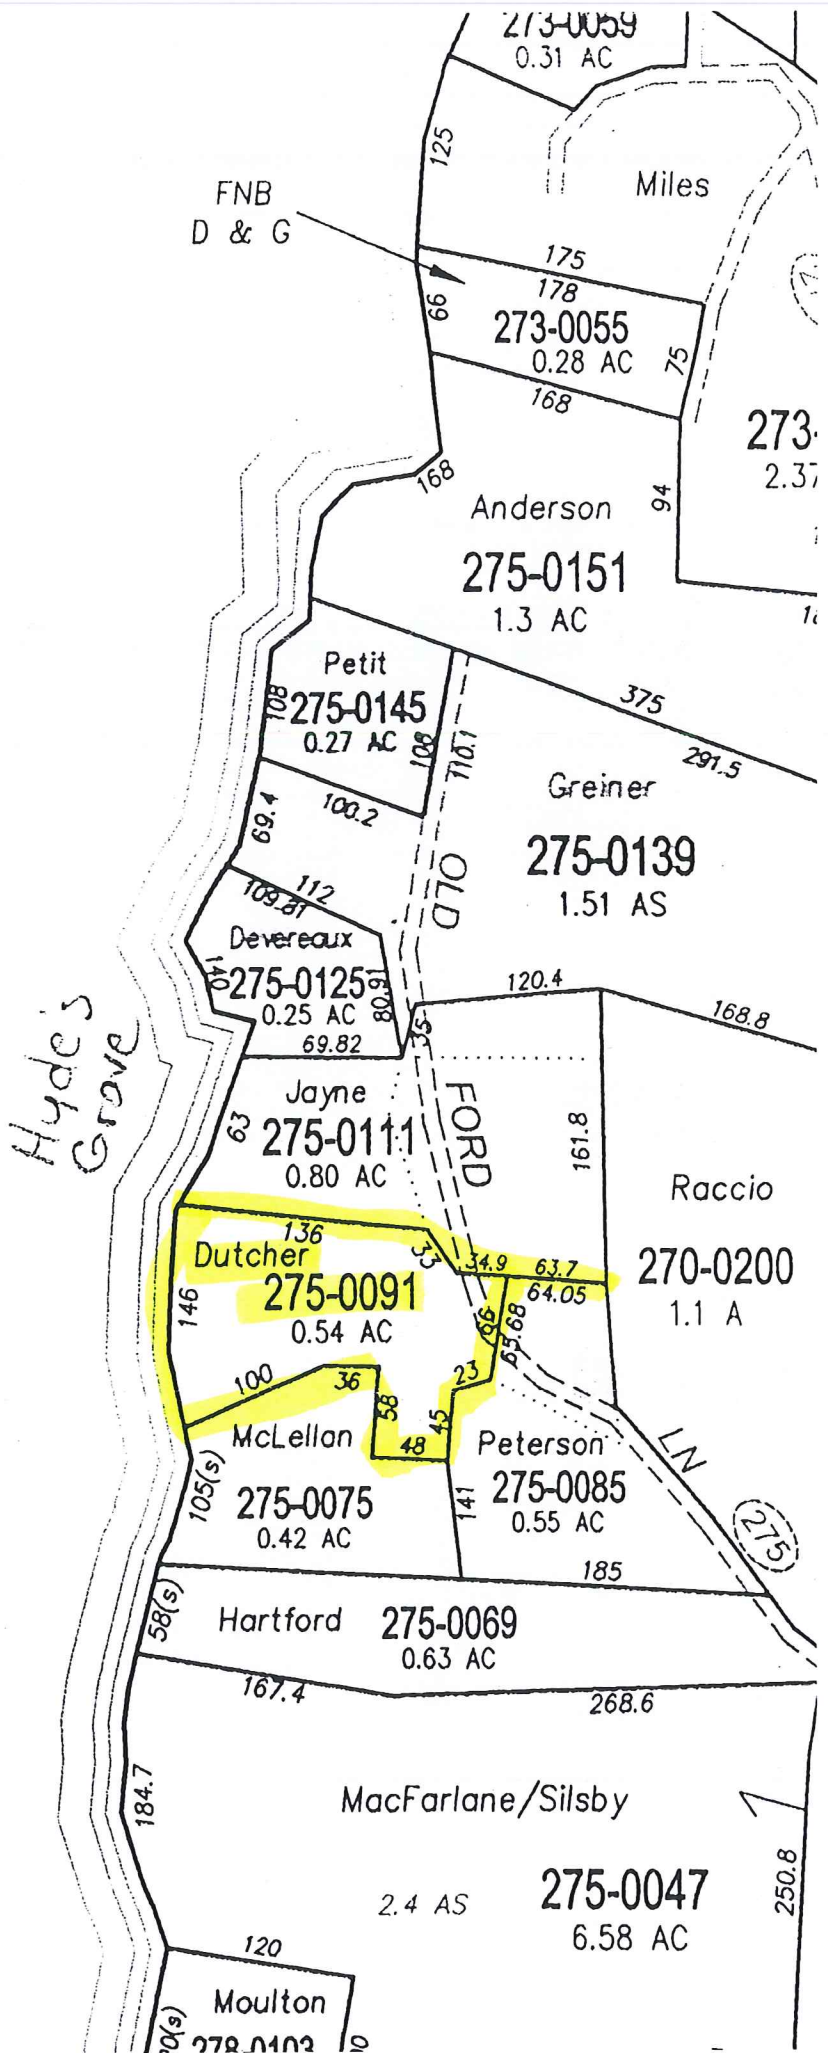 273-0059
0.31 AC
125
Miles
FNB
D & G
175
178
66
273-0055
0.28 AC
75
168
273-
2.37
168
94
Anderson
275-0151
1.3 AC
Petit
108
275-0145
0.27 AC
108
110.1
375
291.5
100.2
69.4
Greiner
275-0139
1.51 AS
OLD
112
109.81
Devereaux
140
275-0125
80.91
0.25 AC
69.82
35
120.4
168.8
Hyde's
Grove
Jayne
63
275-0111
0.80 AC
FORD
161.8
Raccio
270-0200
1.1 A
136
33
34.9
63.7
64.05
Dutcher
146
275-0091
0.54 AC
66
65.68
100
36
58
23
45
48
McLellan
105(s)
275-0075
0.42 AC
141
Peterson
275-0085
0.55 AC
LN
275
185
58(s)
Hartford
275-0069
0.63 AC
167.4
268.6
184.7
MacFarlane/Silsby
2.4 AS
275-0047
6.58 AC
250.8
120
Moulton
278-0103